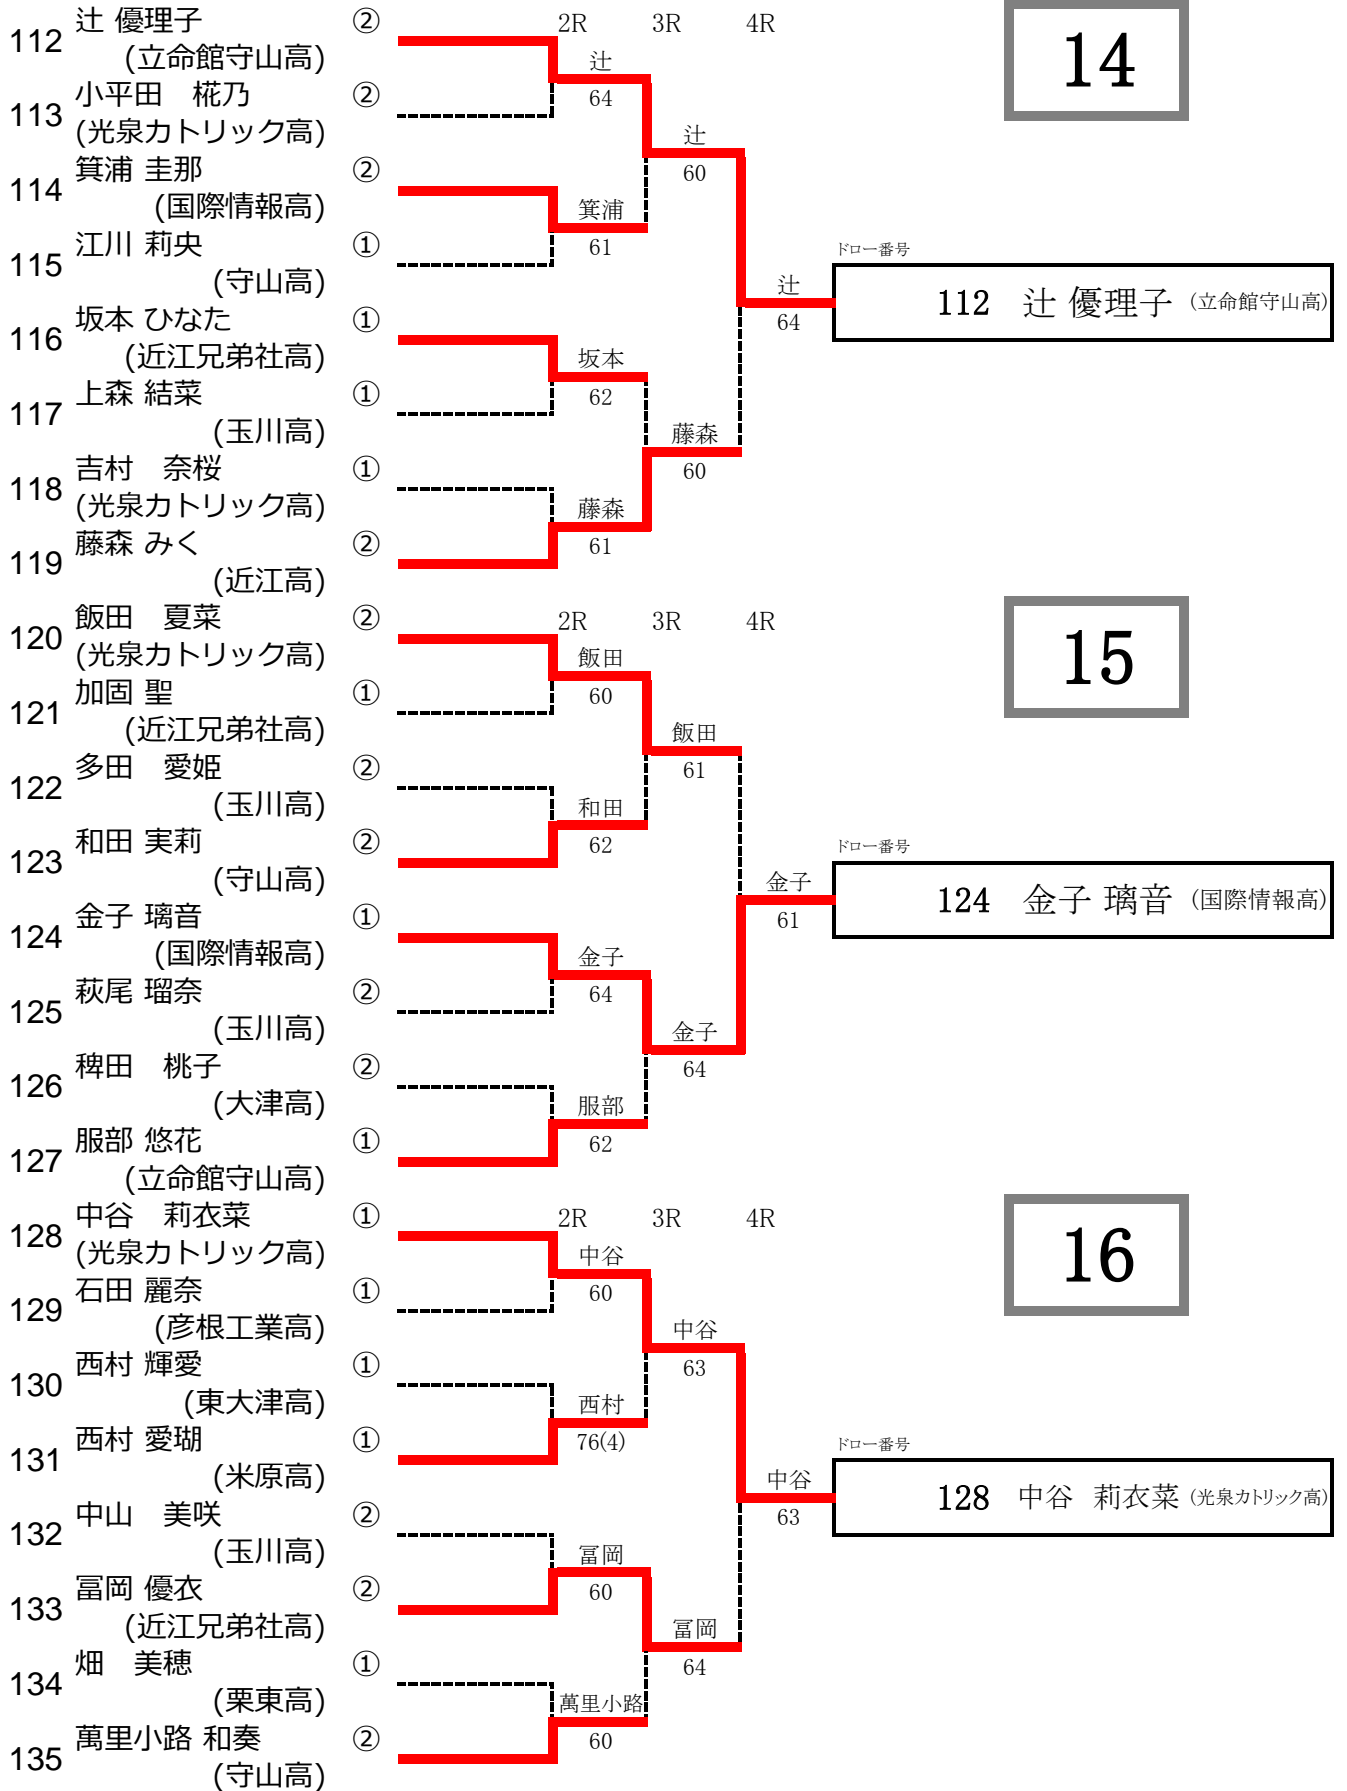 辻 優理子 ② 2R 3R 4R 14
112 (立命館守山高) 辻
小平田　椛乃 ② 64
113 (光泉カトリック高) 辻
箕浦 圭那 ② 60
114 (国際情報高) 箕浦
江川 莉央 ① 61 ドロー番号
115 (守山高) 辻 112 辻 優理子 (立命館守山高)
坂本 ひなた ① 64
116 (近江兄弟社高) 坂本
上森 結菜 ① 62
117 (玉川高) 藤森
吉村　奈桜 ① 60
118 (光泉カトリック高) 藤森
藤森 みく ② 61
119 (近江高)
飯田　夏菜 ② 2R 3R 4R 15
120 (光泉カトリック高) 飯田
加固 聖 ① 60
121 (近江兄弟社高) 飯田
多田　愛姫 ② 61
122 (玉川高) 和田
和田 実莉 ② 62 ドロー番号
123 (守山高) 金子 124 金子 璃音 (国際情報高)
金子 璃音 ① 61
124 (国際情報高) 金子
萩尾 瑠奈 ② 64
125 (玉川高) 金子
稗田　桃子 ② 64
126 (大津高) 服部
服部 悠花 ① 62
127 (立命館守山高)
中谷　莉衣菜 ① 2R 3R 4R 16
128 (光泉カトリック高) 中谷
石田 麗奈 ① 60
129 (彦根工業高) 中谷
西村 輝愛 ① 63
130 (東大津高) 西村
西村 愛瑚 ① 76(4) ドロー番号
131 (米原高) 中谷 128 中谷　莉衣菜 (光泉カトリック高)
中山　美咲 ② 63
132 (玉川高) 冨岡
冨岡 優衣 ② 60
133 (近江兄弟社高) 冨岡
畑　美穂 ① 64
134 (栗東高) 萬里小路
萬里小路 和奏 ② 60
135 (守山高)